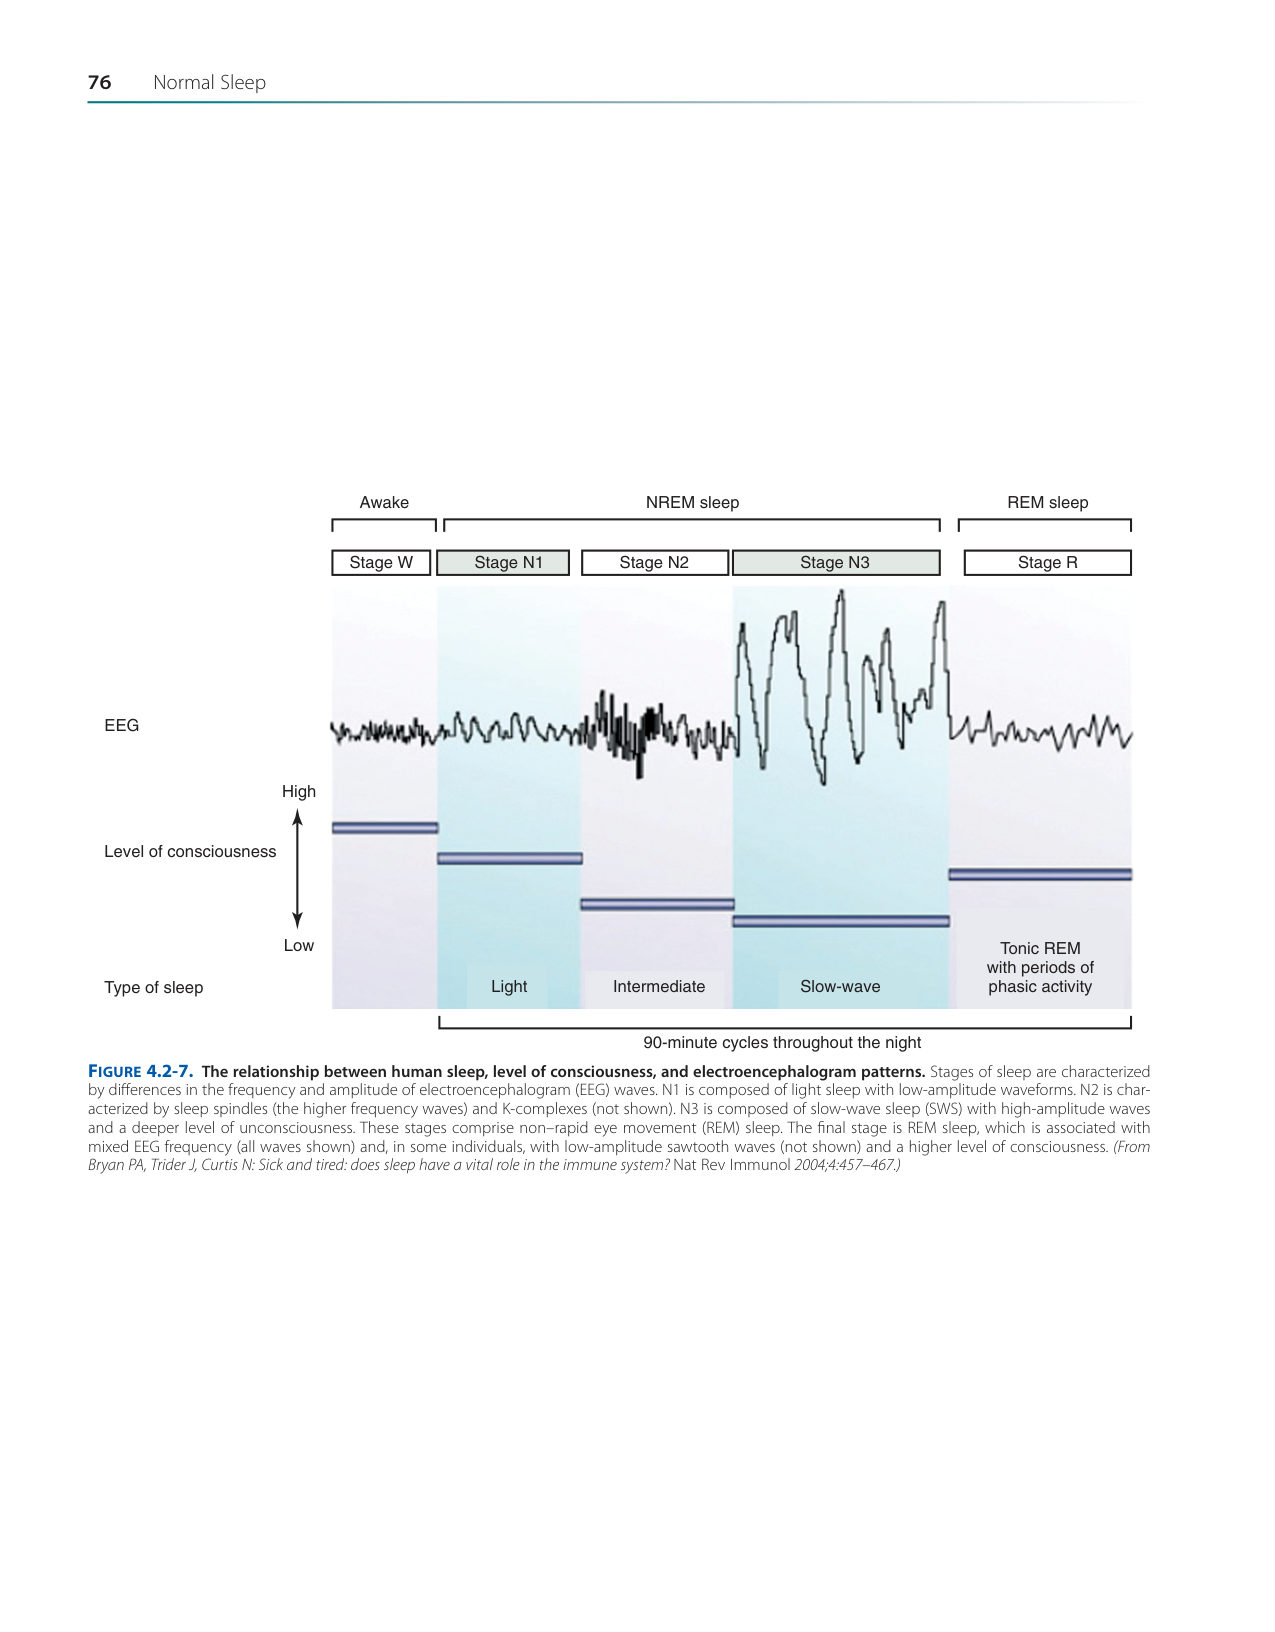 76 Normal Sleep
Awake NREM sleep REM sleep
Stage W Stage N1 Stage N2 Stage N3 Stage R
EEG
High
Level of consciousness
Low
Tonic REM
with periods of
phasic activity
Type of sleep Light Intermediate Slow-wave
90-minute cycles throughout the night
FIGURE 4.2-7. The relationship between human sleep, level of consciousness, and electroencephalogram patterns. Stages of sleep are characterized
by differences in the frequency and amplitude of electroencephalogram (EEG) waves. N1 is composed of light sleep with low-amplitude waveforms. N2 is char-
acterized by sleep spindles (the higher frequency waves) and K-complexes (not shown). N3 is composed of slow-wave sleep (SWS) with high-amplitude waves
and a deeper level of unconsciousness. These stages comprise non–rapid eye movement (REM) sleep. The final stage is REM sleep, which is associated with
mixed EEG frequency (all waves shown) and, in some individuals, with low-amplitude sawtooth waves (not shown) and a higher level of consciousness. (From
Bryan PA, Trider J, Curtis N: Sick and tired: does sleep have a vital role in the immune system? Nat Rev Immunol 2004;4:457–467.)